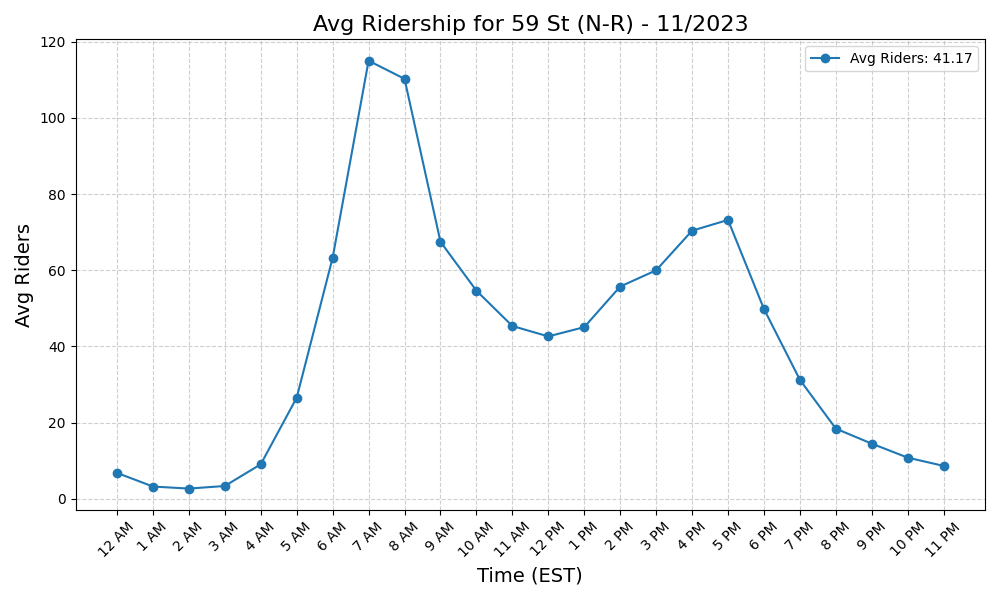 Avg Ridership for 59 St (N-R) - 11/2023
Avg Riders: 41.17
Avg Riders
120
100
80
60
40
20
0
12 AM
1 AM
2 AM
3 AM
4 AM
5 AM
6 AM
7 AM
8 AM
9 AM
10 AM
11 AM
12 PM
1 PM
2 PM
3 PM
4 PM
5 PM
6 PM
7 PM
8 PM
9 PM
10 PM
11 PM
Time (EST)